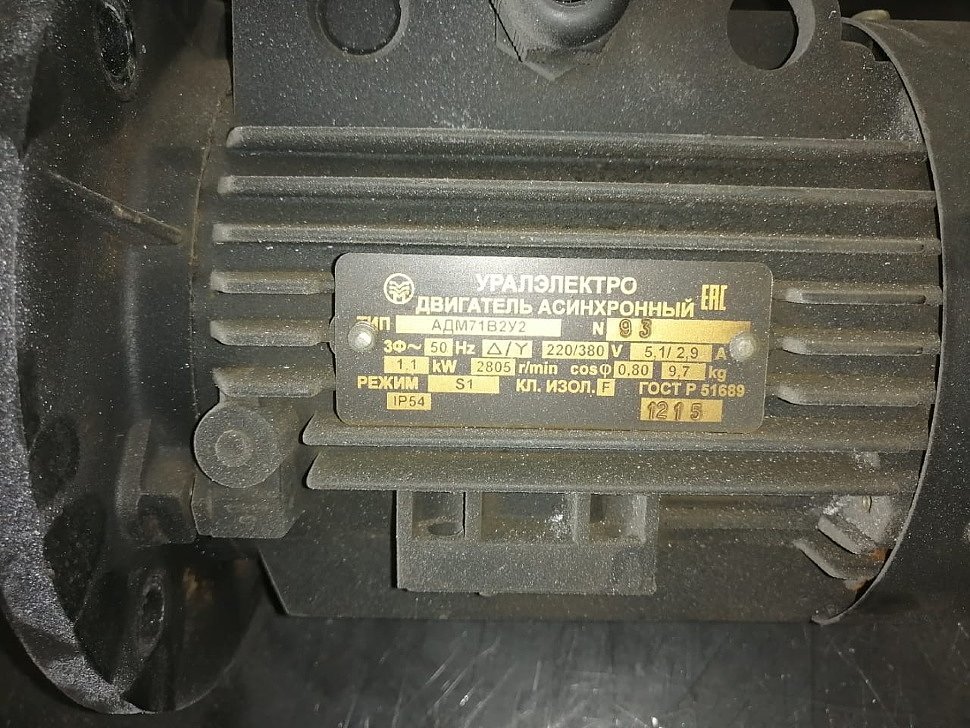 УРАЛЭЛЕКТРО
ДВИГАТЕЛЬ АСИНХРОННЫЙ EAC
ТИП АДМ71В2У2 N 93
3Ф~ 50 Hz Δ/Y 220/380 V 5,1/2,9 A
1,1 kW 2805 r/min cosφ 0,80 9,7 kg
РЕЖИМ S1 КЛ. ИЗОЛ. F ГОСТ Р 51689
IP54 1215